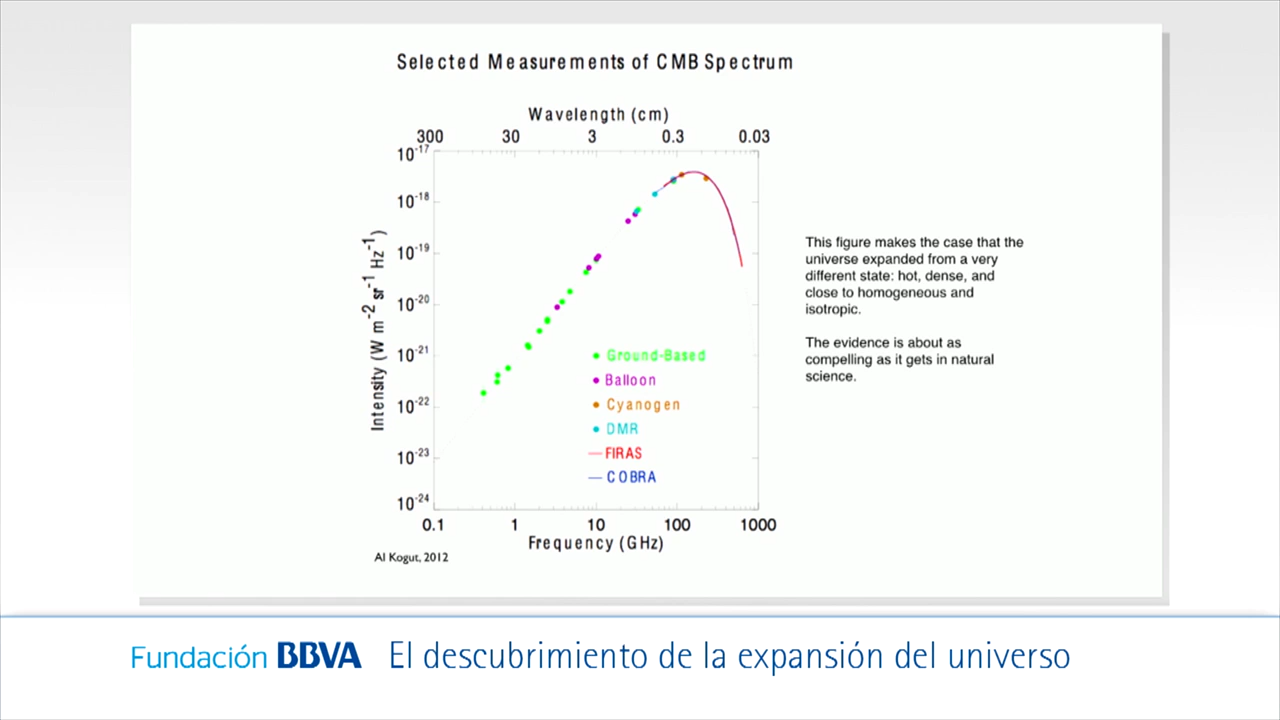 Selected Measurements of CMB Spectrum
Wavelength (cm)
300 30 3 0.3 0.03
10-17
10-18
10-19
10-20
10-21
10-22
10-23
10-24
Intensity (W m-2 sr-1 Hz-1)
Ground-Based
Balloon
Cyanogen
DMR
FIRAS
COBRA
0.1 1 10 100 1000
Frequency (GHz)
Al Kogut, 2012
This figure makes the case that the
universe expanded from a very
different state: hot, dense, and
close to homogeneous and
isotropic.
The evidence is about as
compelling as it gets in natural
science.
Fundación BBVA El descubrimiento de la expansión del universo